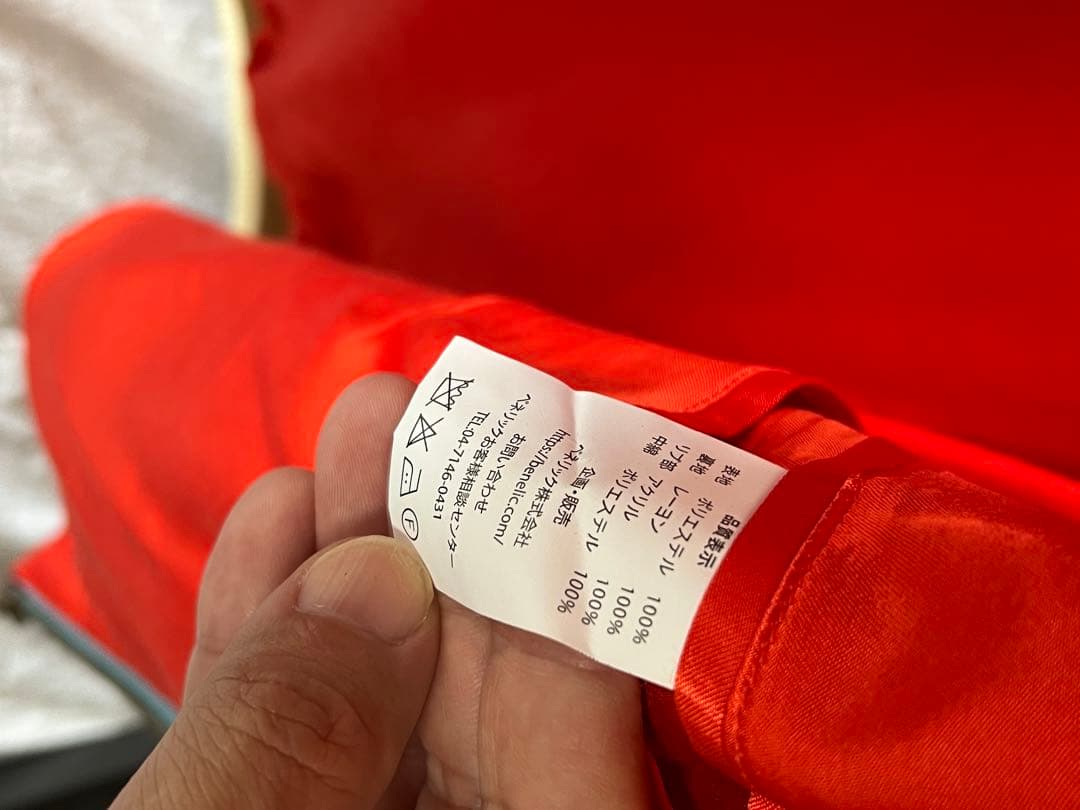 品質表示
表地 ポリエステル 100%
裏地 レーヨン 100%
リブ部 アクリル 100%
中綿 ポリエステル 100%
企画・販売
ベネリック株式会社
https//benelic.com/
お問い合わせ
ベネリックお客様相談センター
TEL:04-7146-0431
F